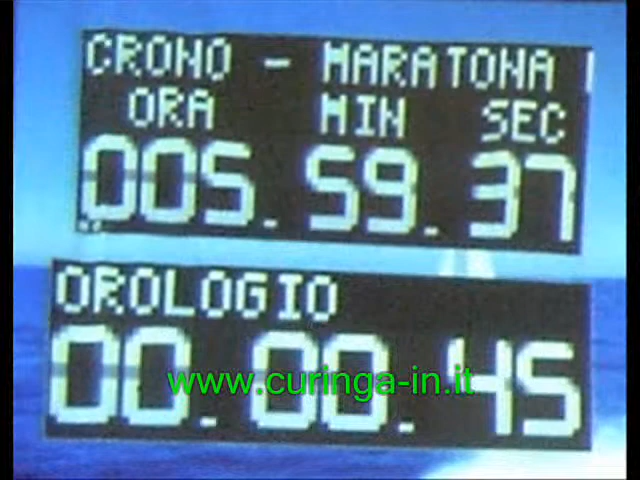 CRONO - MARATONA
ORA MIN SEC
005.59.37
OROLOGIO
00.00.45
www.curinga-in.it